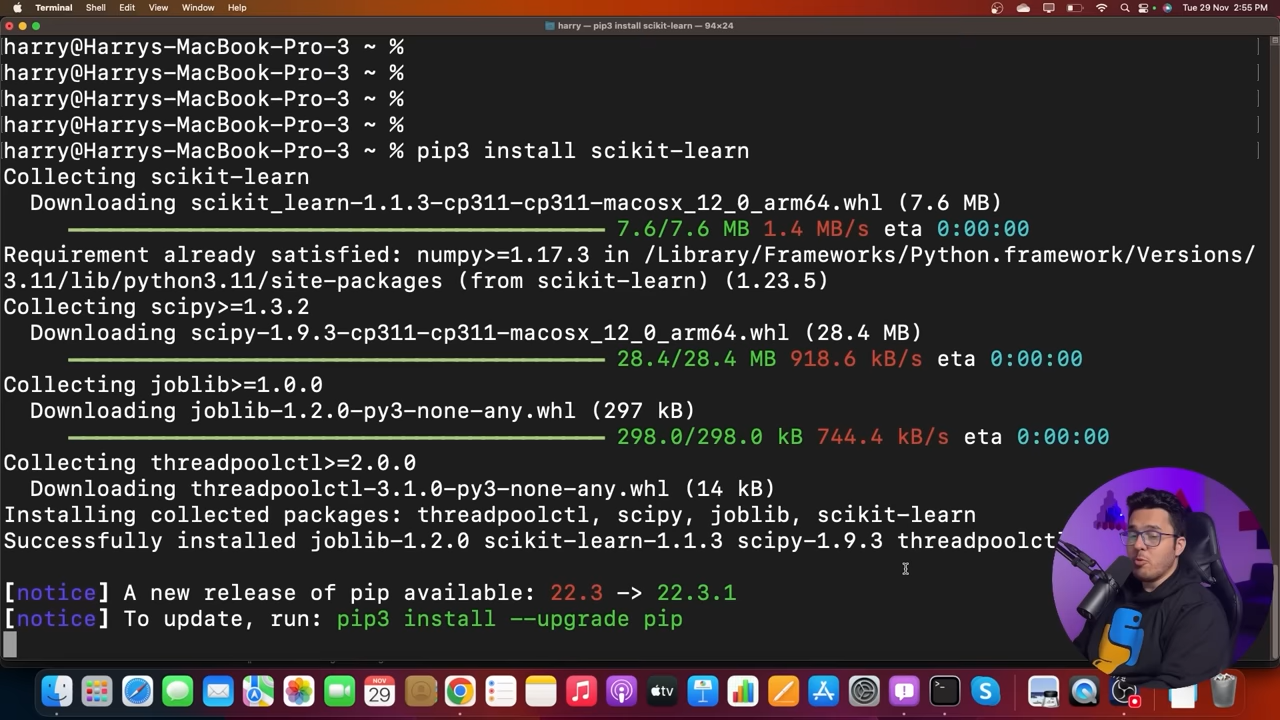 Terminal Shell Edit View Window Help Tue 29 Nov 2:55 PM
harry — pip3 install scikit-learn — 94×24
harry@Harrys-MacBook-Pro-3 ~ %
harry@Harrys-MacBook-Pro-3 ~ %
harry@Harrys-MacBook-Pro-3 ~ %
harry@Harrys-MacBook-Pro-3 ~ %
harry@Harrys-MacBook-Pro-3 ~ % pip3 install scikit-learn
Collecting scikit-learn
Downloading scikit_learn-1.1.3-cp311-cp311-macosx_12_0_arm64.whl (7.6 MB)
7.6/7.6 MB 1.4 MB/s eta 0:00:00
Requirement already satisfied: numpy>=1.17.3 in /Library/Frameworks/Python.framework/Versions/
3.11/lib/python3.11/site-packages (from scikit-learn) (1.23.5)
Collecting scipy>=1.3.2
Downloading scipy-1.9.3-cp311-cp311-macosx_12_0_arm64.whl (28.4 MB)
28.4/28.4 MB 918.6 kB/s eta 0:00:00
Collecting joblib>=1.0.0
Downloading joblib-1.2.0-py3-none-any.whl (297 kB)
298.0/298.0 kB 744.4 kB/s eta 0:00:00
Collecting threadpoolctl>=2.0.0
Downloading threadpoolctl-3.1.0-py3-none-any.whl (14 kB)
Installing collected packages: threadpoolctl, scipy, joblib, scikit-learn
Successfully installed joblib-1.2.0 scikit-learn-1.1.3 scipy-1.9.3 threadpoolctl
[notice] A new release of pip available: 22.3 -> 22.3.1
[notice] To update, run: pip3 install --upgrade pip
NOV
29
tv